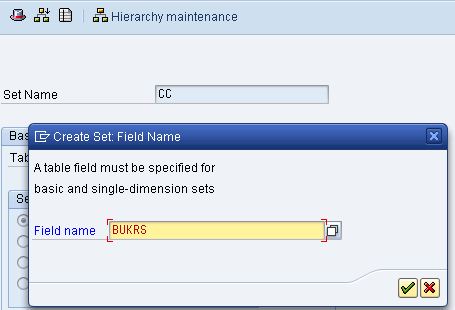 Hierarchy maintenance
Set Name CC
Bas
Create Set: Field Name
Tab
A table field must be specified for
basic and single-dimension sets
Se
Field name BUKRS